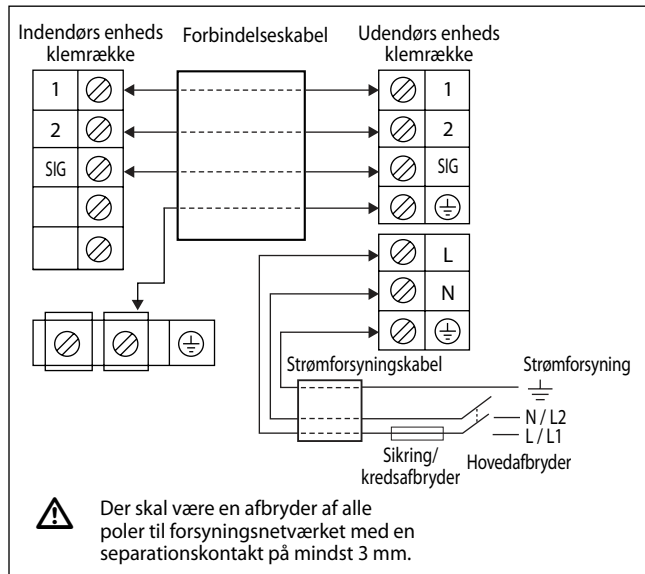 Indendørs enheds
klemrække
Forbindelseskabel
Udendørs enheds
klemrække
1
1
2
2
SIG
SIG
L
N
Strømforsyningskabel
Strømforsyning
N / L2
L / L1
Sikring/
kredsafbryder
Hovedafbryder
Der skal være en afbryder af alle
poler til forsyningsnetværket med en
separationskontakt på mindst 3 mm.